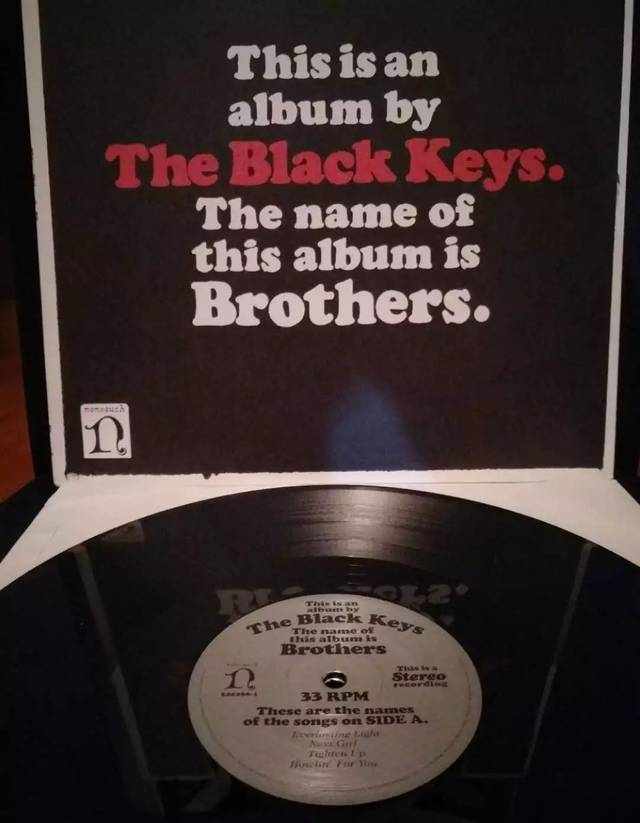 This is an
album by
The Black Keys.
The name of
this album is
Brothers.
nonesuch
n
This is an
album by
The Black Keys
The name of
this album is
Brothers
n
This is a
Stereo
recording
33 RPM
These are the names
of the songs on SIDE A.
Everlasting Light
Next Girl
Tighten Up
Howlin' For You